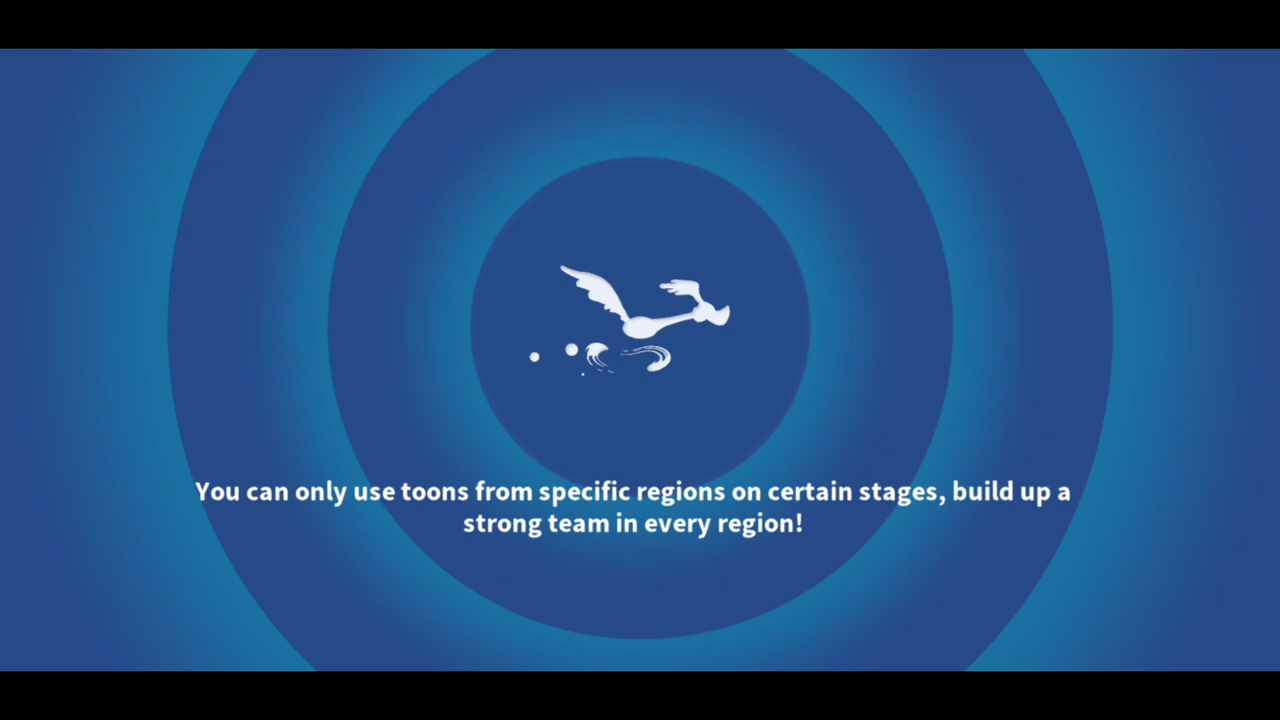 You can only use toons from specific regions on certain stages, build up a
strong team in every region!